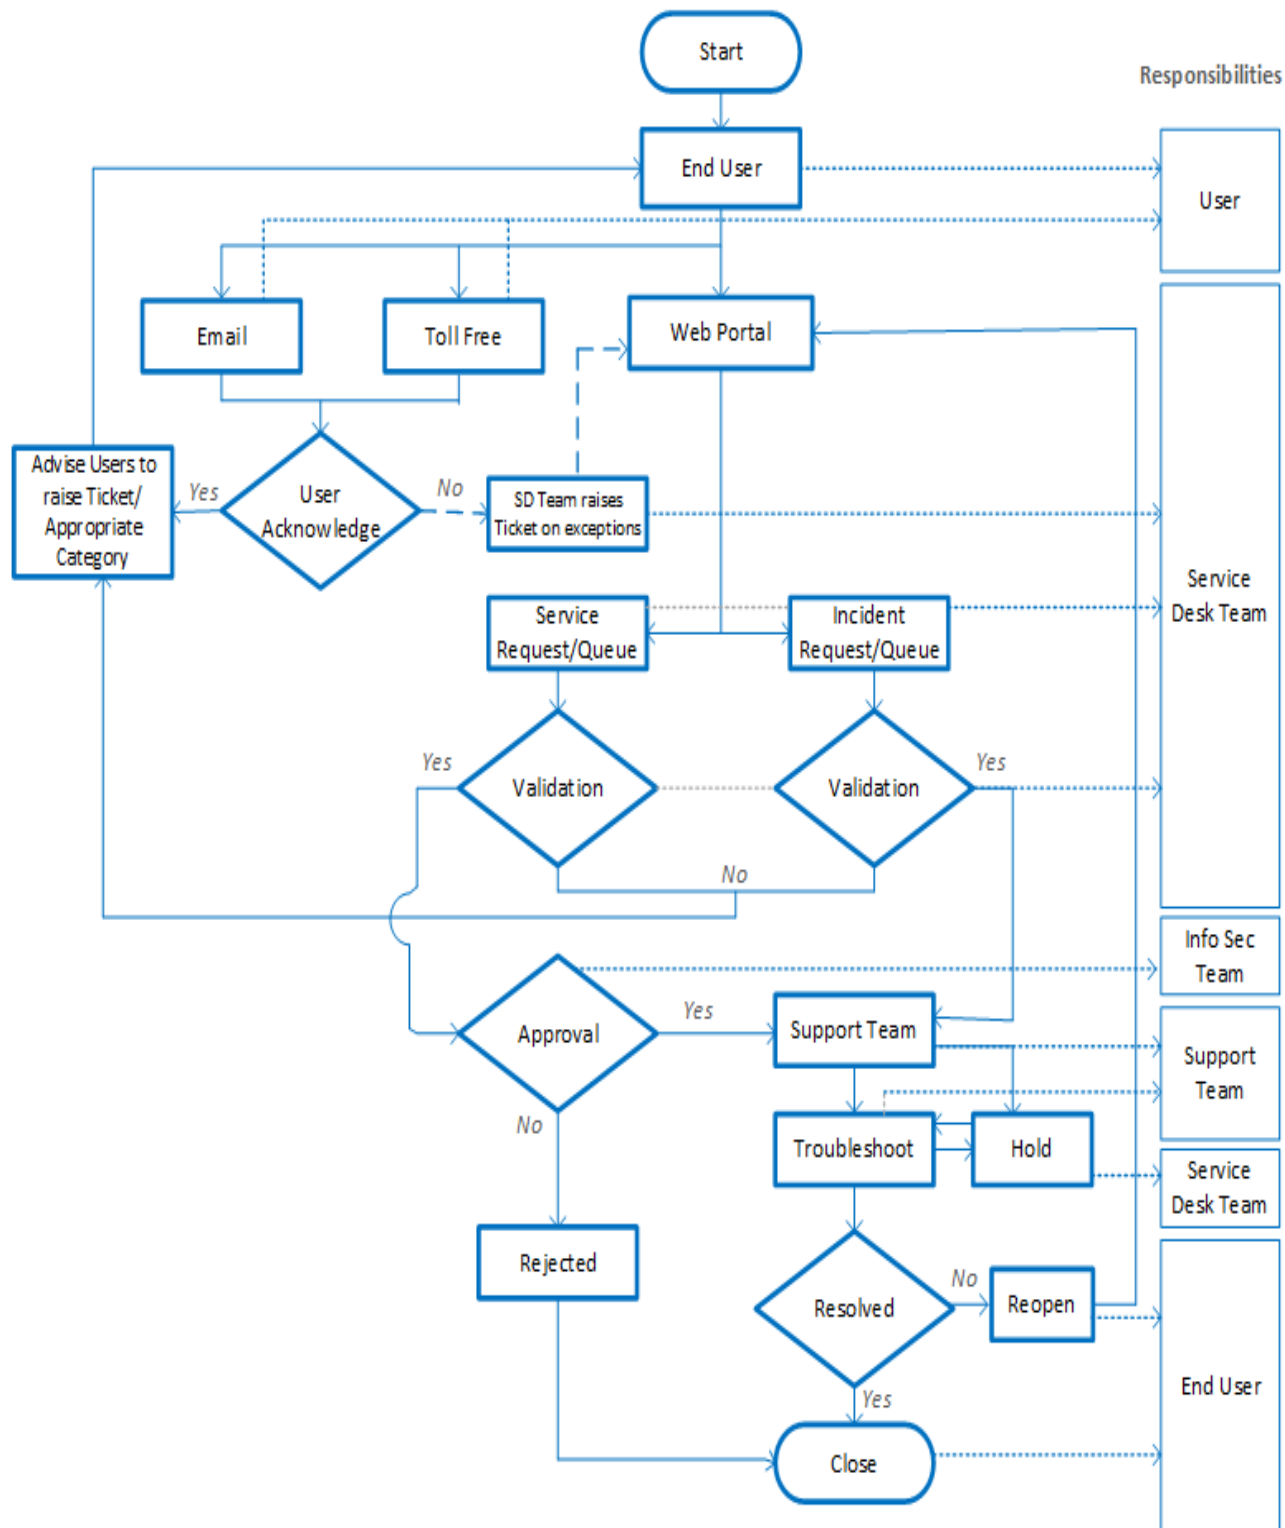 Start
Responsibilities
End User
User
Email
Toll Free
Web Portal
Advise Users to
raise Ticket/
Appropriate
Category
Yes
User
Acknowledge
No
SD Team raises
Ticket on exceptions
Service
Desk Team
Service
Request/Queue
Incident
Request/Queue
Yes
Validation
Validation
Yes
No
Info Sec
Team
Approval
Yes
Support Team
Support
Team
No
Troubleshoot
Hold
Service
Desk Team
Rejected
Resolved
No
Reopen
End User
Yes
Close